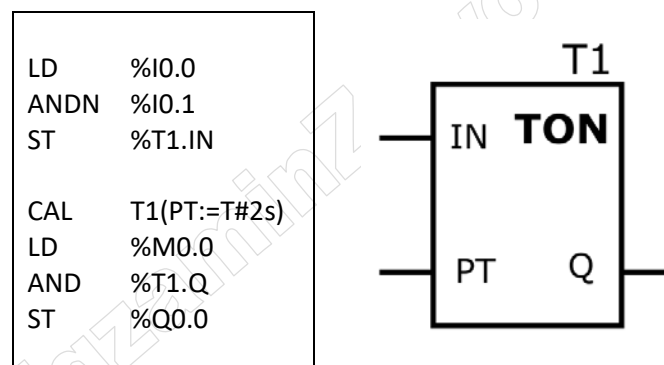 LD %I0.0
ANDN %I0.1
ST %T1.IN
CAL T1(PT:=T#2s)
LD %M0.0
AND %T1.Q
ST %Q0.0
T1
IN TON
PT Q